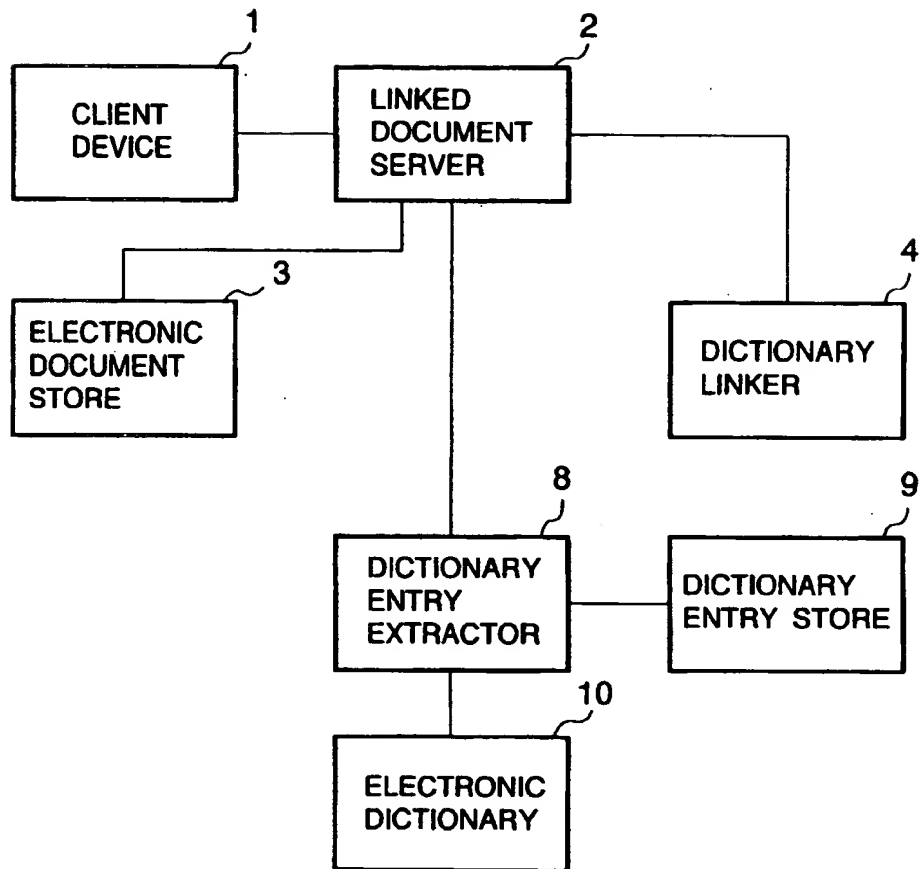 1
2
CLIENT
DEVICE
LINKED
DOCUMENT
SERVER
3
4
ELECTRONIC
DOCUMENT
STORE
DICTIONARY
LINKER
8
9
DICTIONARY
ENTRY
EXTRACTOR
DICTIONARY
ENTRY STORE
10
ELECTRONIC
DICTIONARY